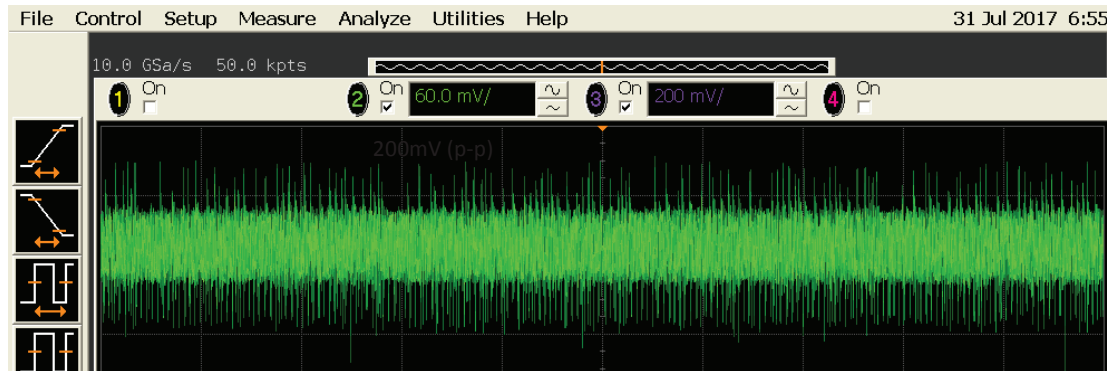 File Control Setup Measure Analyze Utilities Help 31 Jul 2017 6:55
10.0 GSa/s 50.0 kpts
1 On 2 On 60.0 mV/ 3 On 200 mV/ 4 On
200mV (p-p)